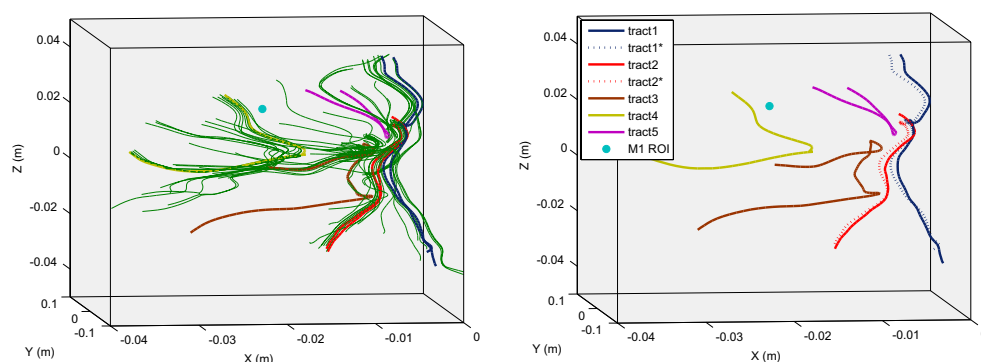 0.04
0.02
0
-0.02
-0.04
Z (m)
0.1
0
-0.1
Y (m)
-0.04
-0.03
-0.02
-0.01
0
X (m)
tract1
tract1*
tract2
tract2*
tract3
tract4
tract5
M1 ROI
0.04
0.02
0
-0.02
-0.04
Z (m)
0.1
0
-0.1
Y (m)
-0.04
-0.03
-0.02
-0.01
0
X (m)